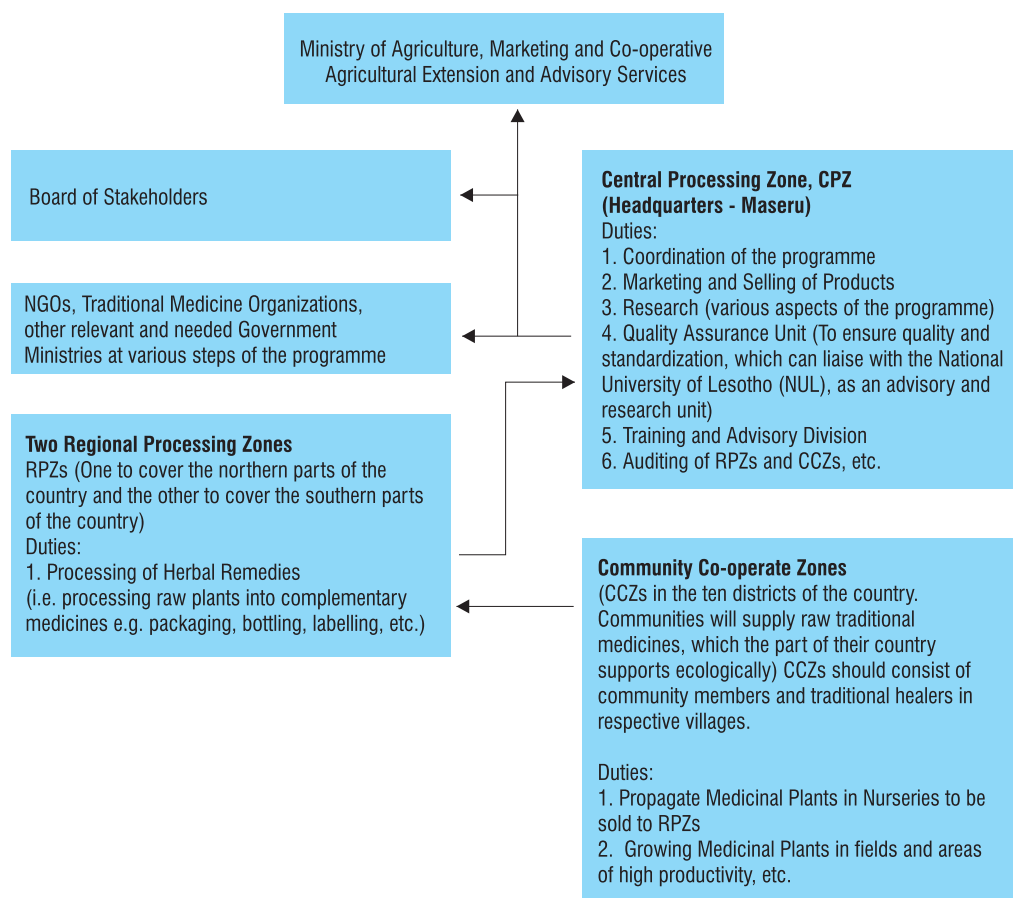 Ministry of Agriculture, Marketing and Co-operative
Agricultural Extension and Advisory Services
Board of Stakeholders
NGOs, Traditional Medicine Organizations,
other relevant and needed Government
Ministries at various steps of the programme
Two Regional Processing Zones
RPZs (One to cover the northern parts of the
country and the other to cover the southern parts
of the country)
Duties:
1. Processing of Herbal Remedies
(i.e. processing raw plants into complementary
medicines e.g. packaging, bottling, labelling, etc.)
Central Processing Zone, CPZ
(Headquarters - Maseru)
Duties:
1. Coordination of the programme
2. Marketing and Selling of Products
3. Research (various aspects of the programme)
4. Quality Assurance Unit (To ensure quality and
standardization, which can liaise with the National
University of Lesotho (NUL), as an advisory and
research unit)
5. Training and Advisory Division
6. Auditing of RPZs and CCZs, etc.
Community Co-operate Zones
(CCZs in the ten districts of the country.
Communities will supply raw traditional
medicines, which the part of their country
supports ecologically) CCZs should consist of
community members and traditional healers in
respective villages.
Duties:
1. Propagate Medicinal Plants in Nurseries to be
sold to RPZs
2. Growing Medicinal Plants in fields and areas
of high productivity, etc.